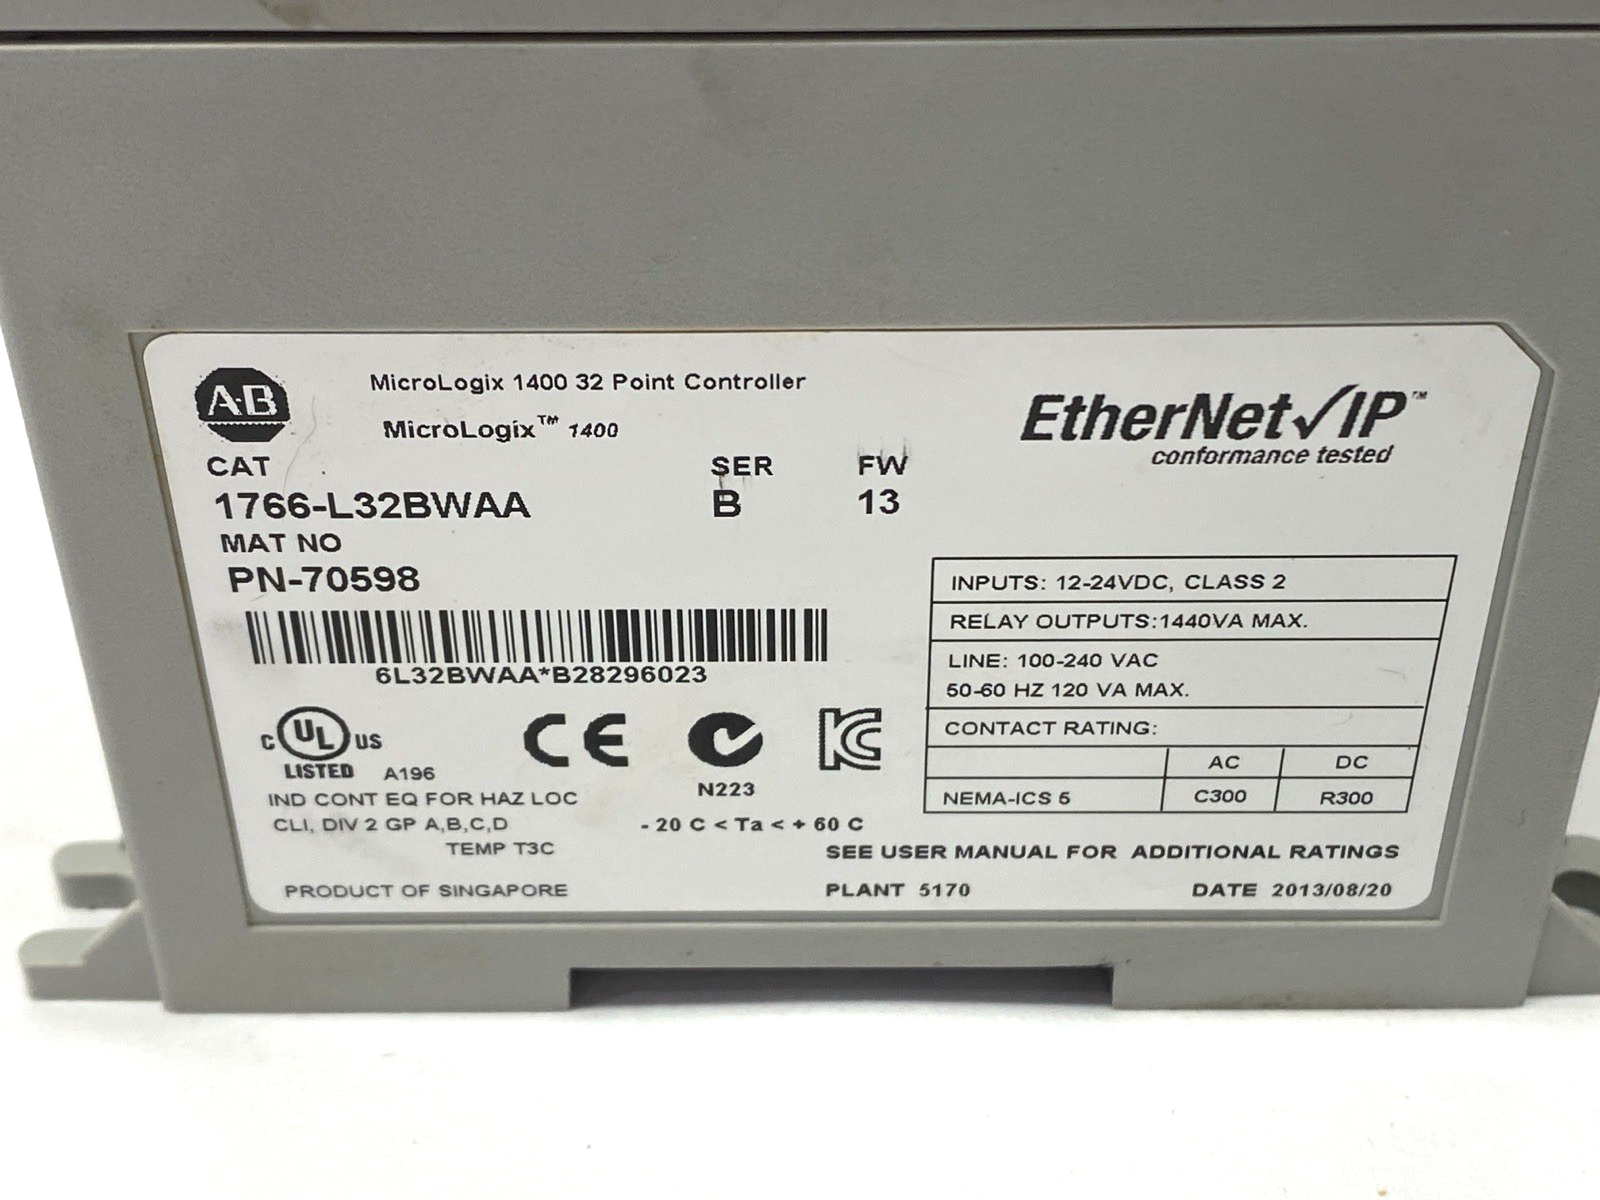 A·B
MicroLogix 1400 32 Point Controller
MicroLogix™ 1400
EtherNet/IP™
conformance tested
CAT SER FW
1766-L32BWAA B 13
MAT NO
PN-70598
6L32BWAA*B28296023
INPUTS: 12-24VDC, CLASS 2
RELAY OUTPUTS:1440VA MAX.
LINE: 100-240 VAC
50-60 HZ 120 VA MAX.
CONTACT RATING:
AC DC
NEMA-ICS 5 C300 R300
C UL US
LISTED A196
CE
N223
KC
IND CONT EQ FOR HAZ LOC
CLI, DIV 2 GP A,B,C,D
TEMP T3C
- 20 C < Ta < + 60 C
SEE USER MANUAL FOR ADDITIONAL RATINGS
PRODUCT OF SINGAPORE
PLANT 5170
DATE 2013/08/20